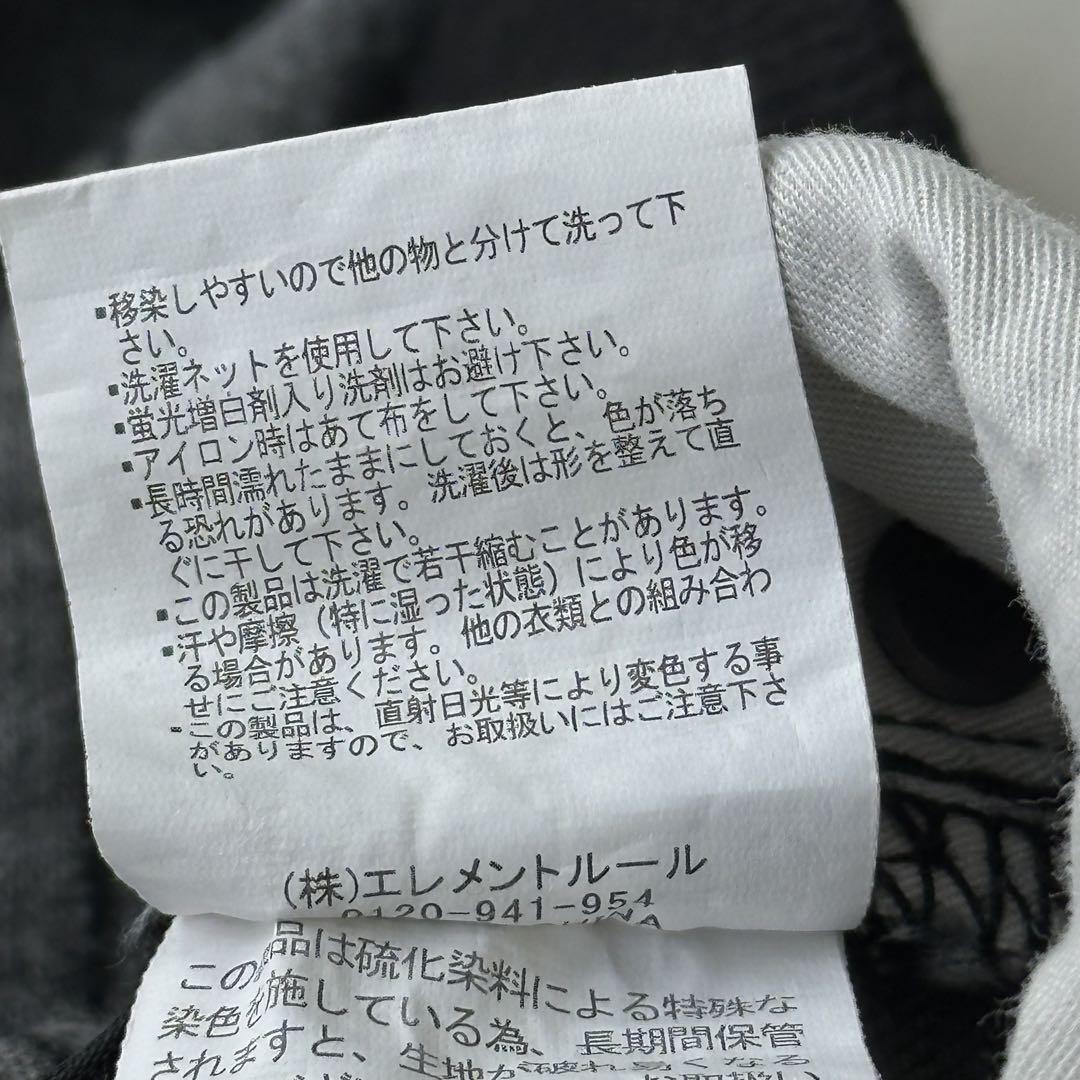 ▪移染しやすいので他の物と分けて洗って下
さい。
▪洗濯ネットを使用して下さい。
▪蛍光増白剤入り洗剤はお避け下さい。
▪アイロン時はあて布をして下さい。
▪長時間濡れたままにしておくと、色が落ち
る恐れがあります。洗濯後は形を整えて直
ぐに干して下さい。
▪この製品は洗濯で若干縮むことがあります。
▪汗や摩擦(特に湿った状態)により色が移
る場合があります。他の衣類との組み合わ
せにご注意ください。
-この製品は、直射日光等により変色する事
がありますので、お取扱いにはご注意下さ
い。
(株)エレメントルール
0120-941-954
この 品は硫化染料による特殊な
染色を施している為、長期間保管
されますと、生地が破れ易くなる